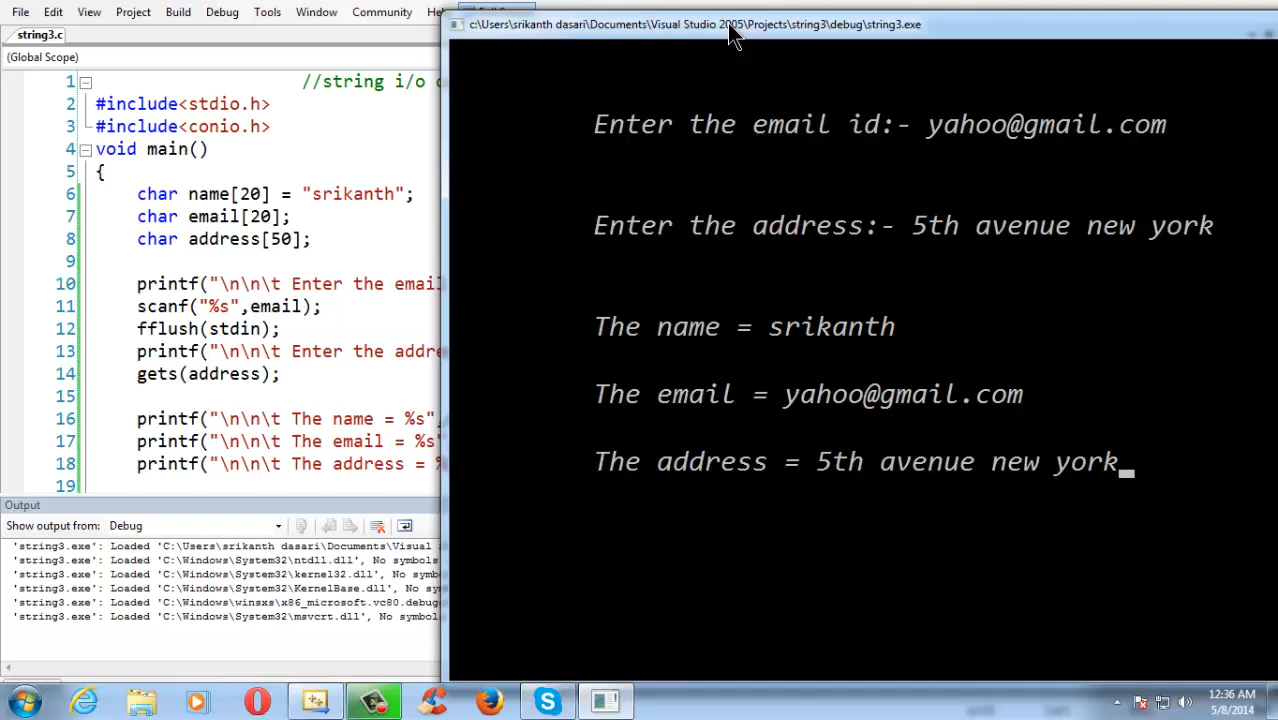 File Edit View Project Build Debug Tools Window Community
c:\Users\srikanth dasari\Documents\Visual Studio 2005\Projects\string3\debug\string3.exe
string3.c
(Global Scope)
1 //string i/o
2 #include<stdio.h>
3 #include<conio.h>
4 void main()
5 {
6 char name[20] = "srikanth";
7 char email[20];
8 char address[50];
9
10 printf("\n\n\t Enter the email
11 scanf("%s",email);
12 fflush(stdin);
13 printf("\n\n\t Enter the addre
14 gets(address);
15
16 printf("\n\n\t The name = %s"
17 printf("\n\n\t The email = %s"
18 printf("\n\n\t The address = %
19
Enter the email id:- yahoo@gmail.com
Enter the address:- 5th avenue new york
The name = srikanth
The email = yahoo@gmail.com
The address = 5th avenue new york
Output
Show output from: Debug
'string3.exe': Loaded 'C:\Users\srikanth dasari\Documents\Visual
'string3.exe': Loaded 'C:\Windows\System32\ntdll.dll', No symbols
'string3.exe': Loaded 'C:\Windows\System32\kernel32.dll', No sym
'string3.exe': Loaded 'C:\Windows\System32\KernelBase.dll', No sy
'string3.exe': Loaded 'C:\Windows\winsxs\x86_microsoft.vc80.debug
'string3.exe': Loaded 'C:\Windows\System32\msvcrt.dll', No symbo
12:36 AM
5/8/2014